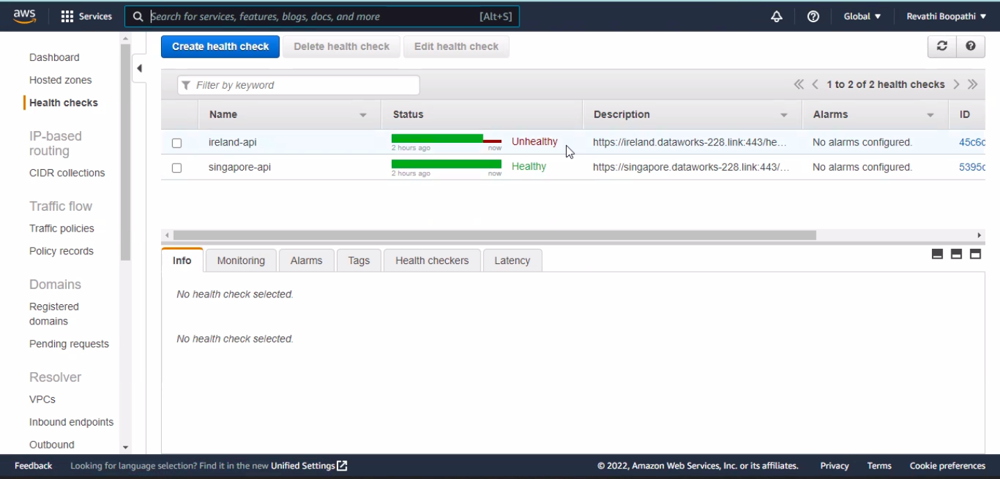 aws Services Search for services, features, blogs, docs, and more [Alt+S] Global Revathi Boopathi
Dashboard
Hosted zones
Health checks
IP-based
routing
CIDR collections
Traffic flow
Traffic policies
Policy records
Domains
Registered
domains
Pending requests
Resolver
VPCs
Inbound endpoints
Outbound
Create health check Delete health check Edit health check
Filter by keyword 1 to 2 of 2 health checks
Name Status Description Alarms ID
ireland-api 2 hours ago now Unhealthy https://ireland.dataworks-228.link:443/he... No alarms configured. 45c6c
singapore-api 2 hours ago now Healthy https://singapore.dataworks-228.link:443/... No alarms configured. 5395c
Info Monitoring Alarms Tags Health checkers Latency
No health check selected.
No health check selected.
Feedback Looking for language selection? Find it in the new Unified Settings © 2022, Amazon Web Services, Inc. or its affiliates. Privacy Terms Cookie preferences